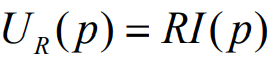 U_R(p) = RI(p)